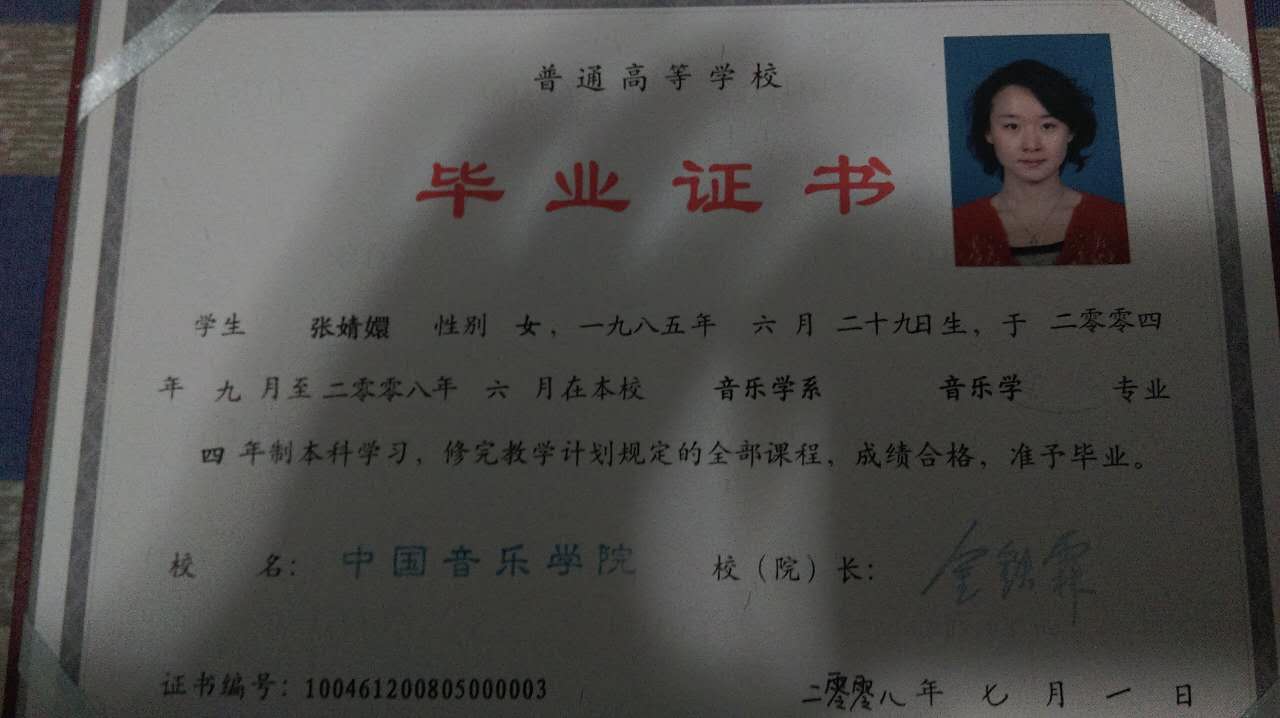 普通高等学校
毕业证书
学生 张婧嬛 性别 女，一九八五年 六 月 二十九日生，于 二零零四
年 九 月至 二零零八年 六 月在本校 音乐学系 音乐学 专业
四 年制本科学习，修完教学计划规定的全部课程，成绩合格，准予毕业。
校 名： 中国音乐学院 校（院）长： 金铁霖
证书编号：100461200805000003 二零零八 年 七 月 一 日